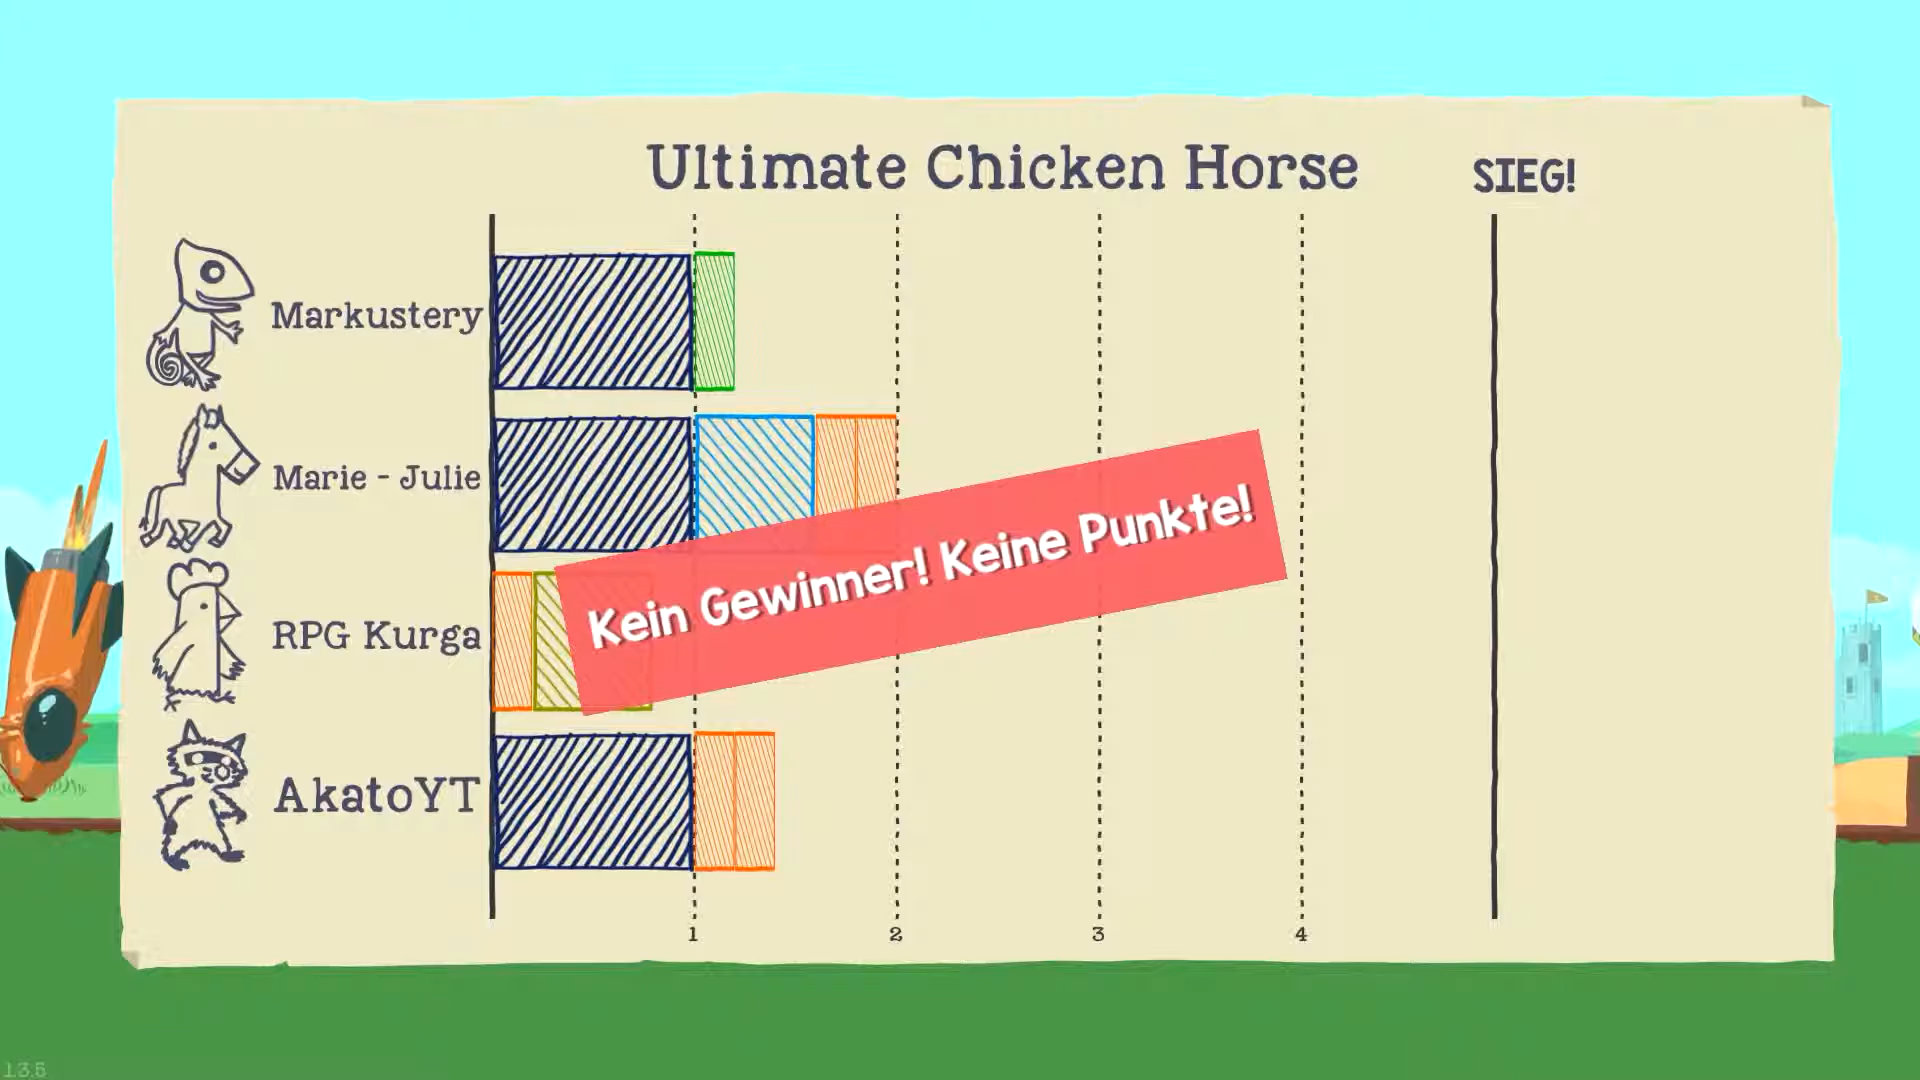 Ultimate Chicken Horse
SIEG!
Markustery
Marie - Julie
Kein Gewinner! Keine Punkte!
RPG Kurga
AkatoYT
1 2 3 4
1.3.5